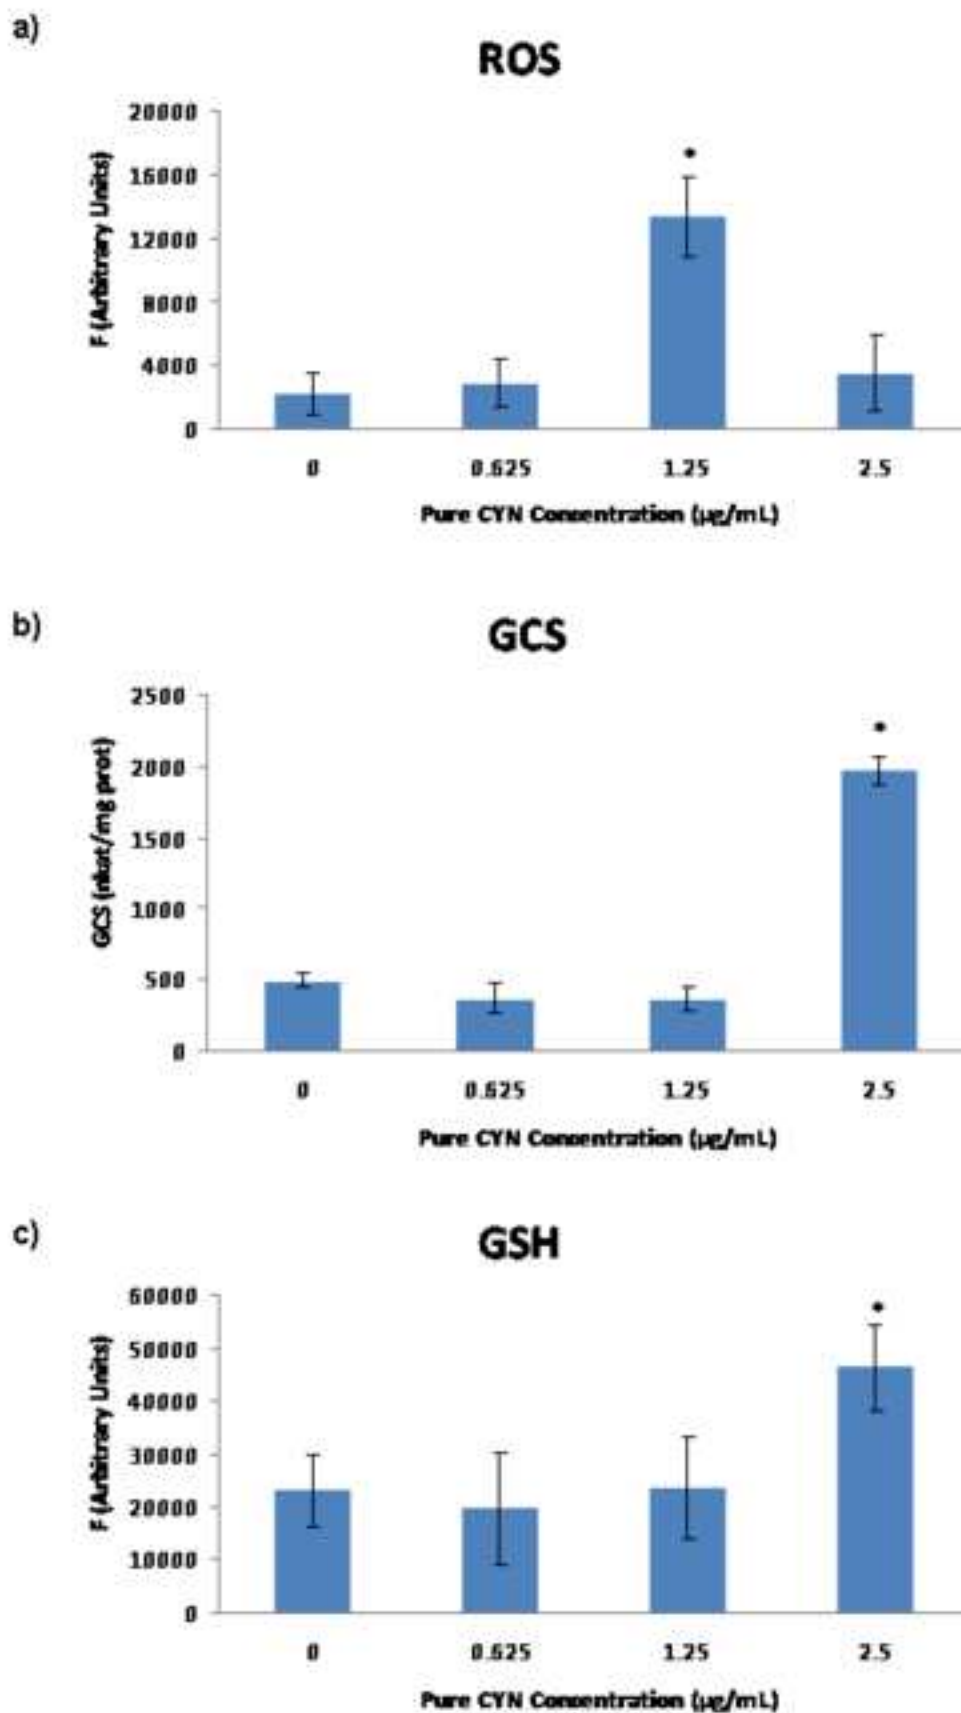 a)
ROS
20000
16000
12000
8000
4000
0
F (Arbitrary Units)
*
0 0.625 1.25 2.5
Pure CYN Concentration (µg/mL)
b)
GCS
2500
2000
1500
1000
500
0
GCS (nkat/mg prot)
*
0 0.625 1.25 2.5
Pure CYN Concentration (µg/mL)
c)
GSH
60000
50000
40000
30000
20000
10000
0
F (Arbitrary Units)
*
0 0.625 1.25 2.5
Pure CYN Concentration (µg/mL)